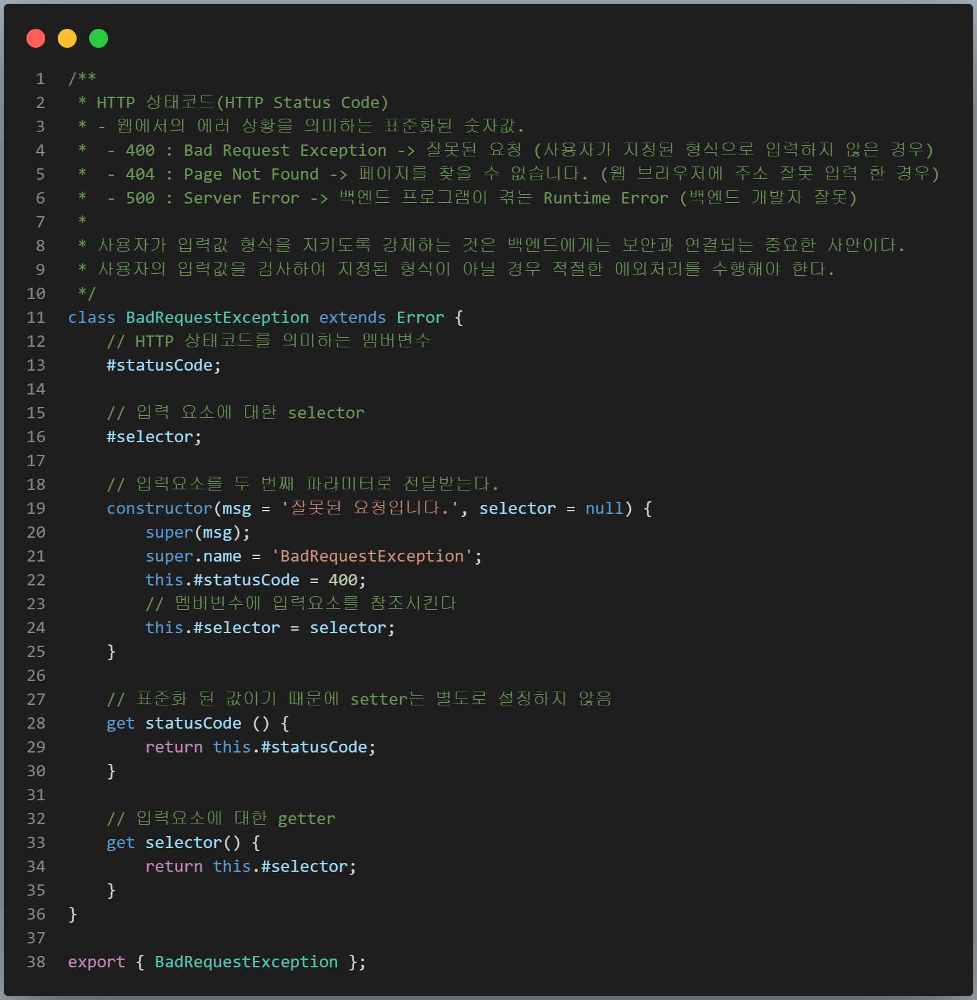 1 /**
2  * HTTP 상태코드(HTTP Status Code)
3  * - 웹에서의 에러 상황을 의미하는 표준화된 숫자값.
4  *  - 400 : Bad Request Exception -> 잘못된 요청 (사용자가 지정된 형식으로 입력하지 않은 경우)
5  *  - 404 : Page Not Found -> 페이지를 찾을 수 없습니다. (웹 브라우저에 주소 잘못 입력 한 경우)
6  *  - 500 : Server Error -> 백엔드 프로그램이 겪는 Runtime Error (백엔드 개발자 잘못)
7  *
8  * 사용자가 입력값 형식을 지키도록 강제하는 것은 백엔드에게는 보안과 연결되는 중요한 사안이다.
9  * 사용자의 입력값을 검사하여 지정된 형식이 아닐 경우 적절한 예외처리를 수행해야 한다.
10  */
11 class BadRequestException extends Error {
12     // HTTP 상태코드를 의미하는 멤버변수
13     #statusCode;
14
15     // 입력 요소에 대한 selector
16     #selector;
17
18     // 입력요소를 두 번째 파라미터로 전달받는다.
19     constructor(msg = '잘못된 요청입니다.', selector = null) {
20         super(msg);
21         super.name = 'BadRequestException';
22         this.#statusCode = 400;
23         // 멤버변수에 입력요소를 참조시킨다
24         this.#selector = selector;
25     }
26
27     // 표준화 된 값이기 때문에 setter는 별도로 설정하지 않음
28     get statusCode () {
29         return this.#statusCode;
30     }
31
32     // 입력요소에 대한 getter
33     get selector() {
34         return this.#selector;
35     }
36 }
37
38 export { BadRequestException };